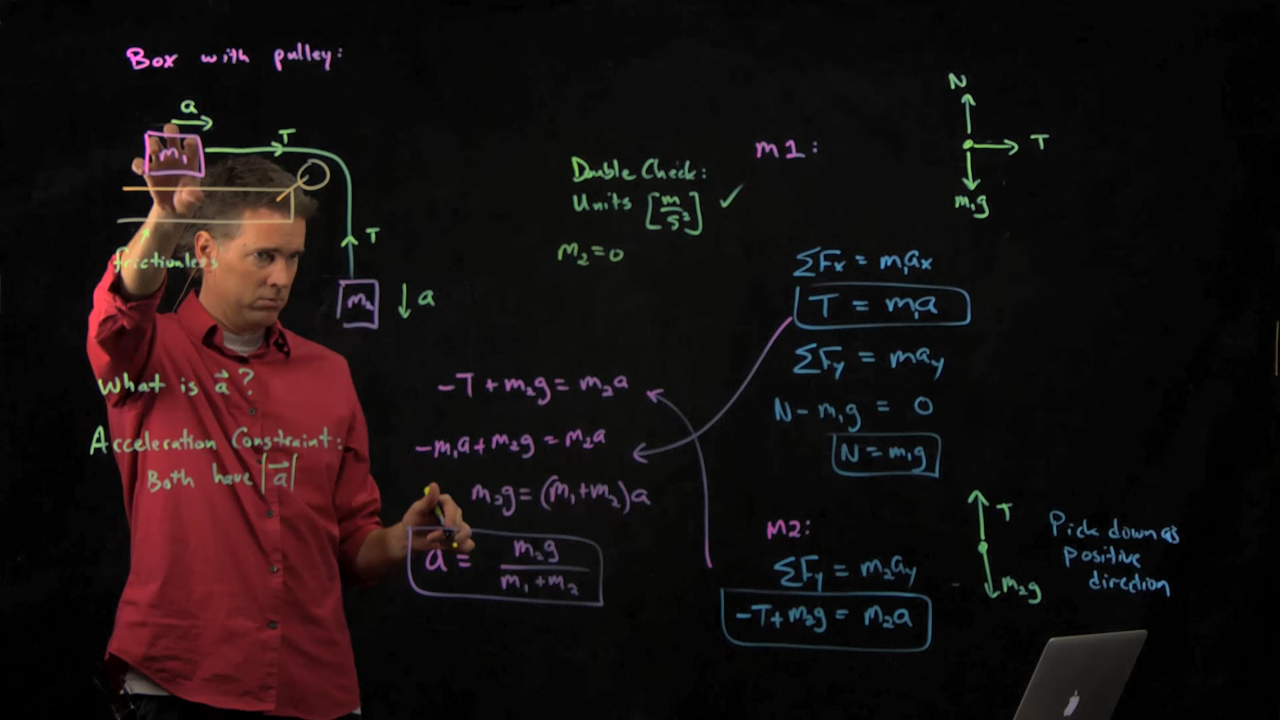 Box with pulley:
a
m₁
T
T
frictionless
m₂
a
What is a⃗?
Acceleration Constraint:
Both have |a⃗|
Double Check:
Units [m/s²] ✓
m₂=0
-T+m₂g = m₂a
-m₁a+m₂g = m₂a
m₂g = (m₁+m₂)a
a = m₂g/(m₁+m₂)
m1:
N
T
m₁g
ΣFx = m₁ax
T = m₁a
ΣFy = may
N-m₁g = 0
N = m₁g
m2:
ΣFy = m₂ay
-T+m₂g = m₂a
T
m₂g
Pick down as
positive
direction